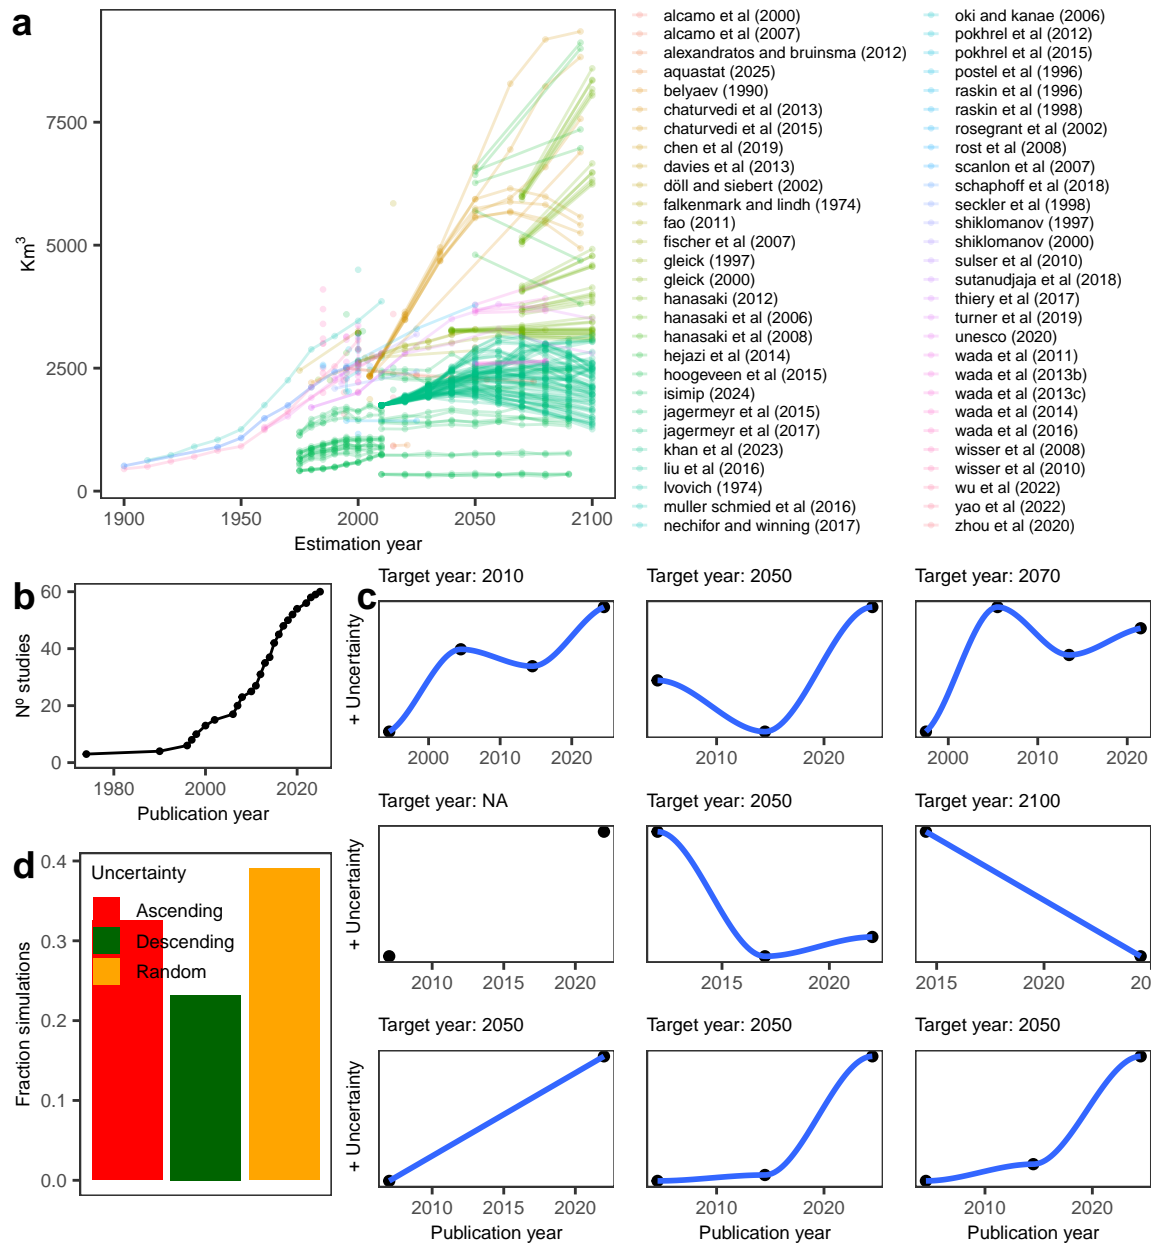 a
Km3
7500
5000
2500
0
1900
1950
2000
2050
2100
Estimation year
alcamo et al (2000)
alcamo et al (2007)
alexandratos and bruinsma (2012)
aquastat (2025)
belyaev (1990)
chaturvedi et al (2013)
chaturvedi et al (2015)
chen et al (2019)
davies et al (2013)
döll and siebert (2002)
falkenmark and lindh (1974)
fao (2011)
fischer et al (2007)
gleick (1997)
gleick (2000)
hanasaki (2012)
hanasaki et al (2006)
hanasaki et al (2008)
hejazi et al (2014)
hoogeveen et al (2015)
isimip (2024)
jagermeyr et al (2015)
jagermeyr et al (2017)
khan et al (2023)
liu et al (2016)
lvovich (1974)
muller schmied et al (2016)
nechifor and winning (2017)
oki and kanae (2006)
pokhrel et al (2012)
pokhrel et al (2015)
postel et al (1996)
raskin et al (1996)
raskin et al (1998)
rosegrant et al (2002)
rost et al (2008)
scanlon et al (2007)
schaphoff et al (2018)
seckler et al (1998)
shiklomanov (1997)
shiklomanov (2000)
sulser et al (2010)
sutanudjaja et al (2018)
thiery et al (2017)
turner et al (2019)
unesco (2020)
wada et al (2011)
wada et al (2013b)
wada et al (2013c)
wada et al (2014)
wada et al (2016)
wisser et al (2008)
wisser et al (2010)
wu et al (2022)
yao et al (2022)
zhou et al (2020)
b
Nº studies
60
40
20
0
1980
2000
2020
Publication year
c
Target year: 2010
+ Uncertainty
2000
2010
2020
Target year: 2050
2010
2020
Target year: 2070
2000
2010
2020
Target year: NA
+ Uncertainty
2010
2015
2020
Target year: 2050
2015
2020
Target year: 2100
2015
2020
20
Target year: 2050
+ Uncertainty
2010
2015
2020
Target year: 2050
2010
2020
Publication year
Target year: 2050
2010
2020
Publication year
d
Fraction simulations
0.4
0.3
0.2
0.1
0.0
Uncertainty
Ascending
Descending
Random